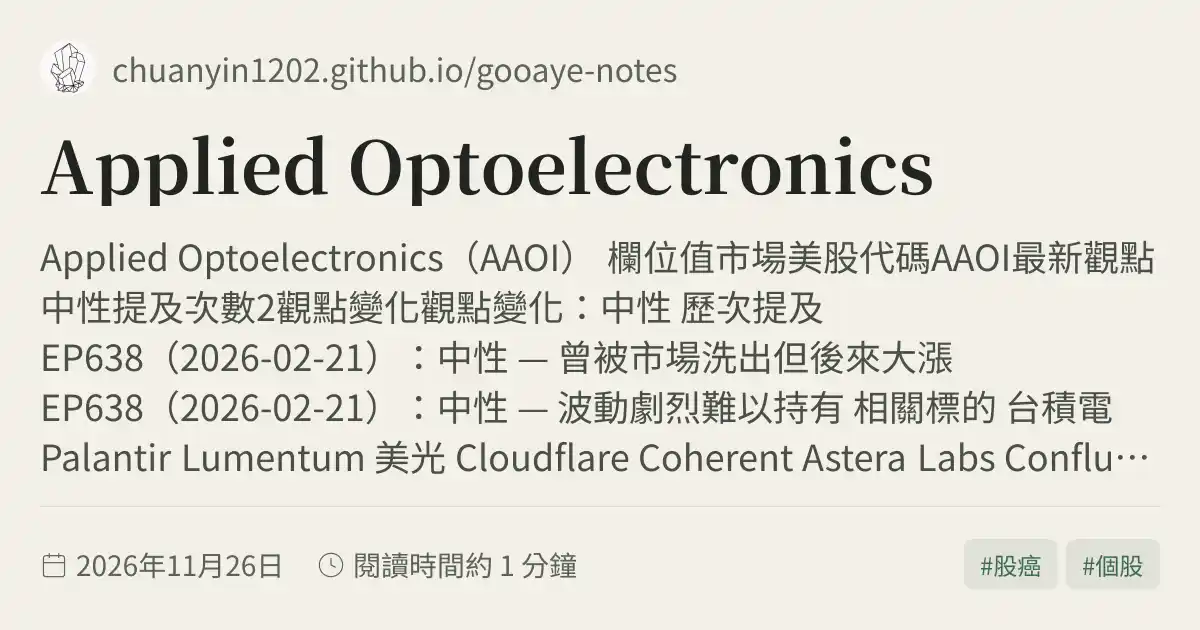 chuanyin1202.github.io/gooaye-notes
Applied Optoelectronics
Applied Optoelectronics（AAOI） 欄位值市場美股代碼AAOI最新觀點
中性提及次數2觀點變化觀點變化：中性 歷次提及
EP638（2026-02-21）：中性 — 曾被市場洗出但後來大漲
EP638（2026-02-21）：中性 — 波動劇烈難以持有 相關標的 台積電
Palantir Lumentum 美光 Cloudflare Coherent Astera Labs Conflu…
2026年11月26日 閱讀時間約 1 分鐘 #股癌 #個股